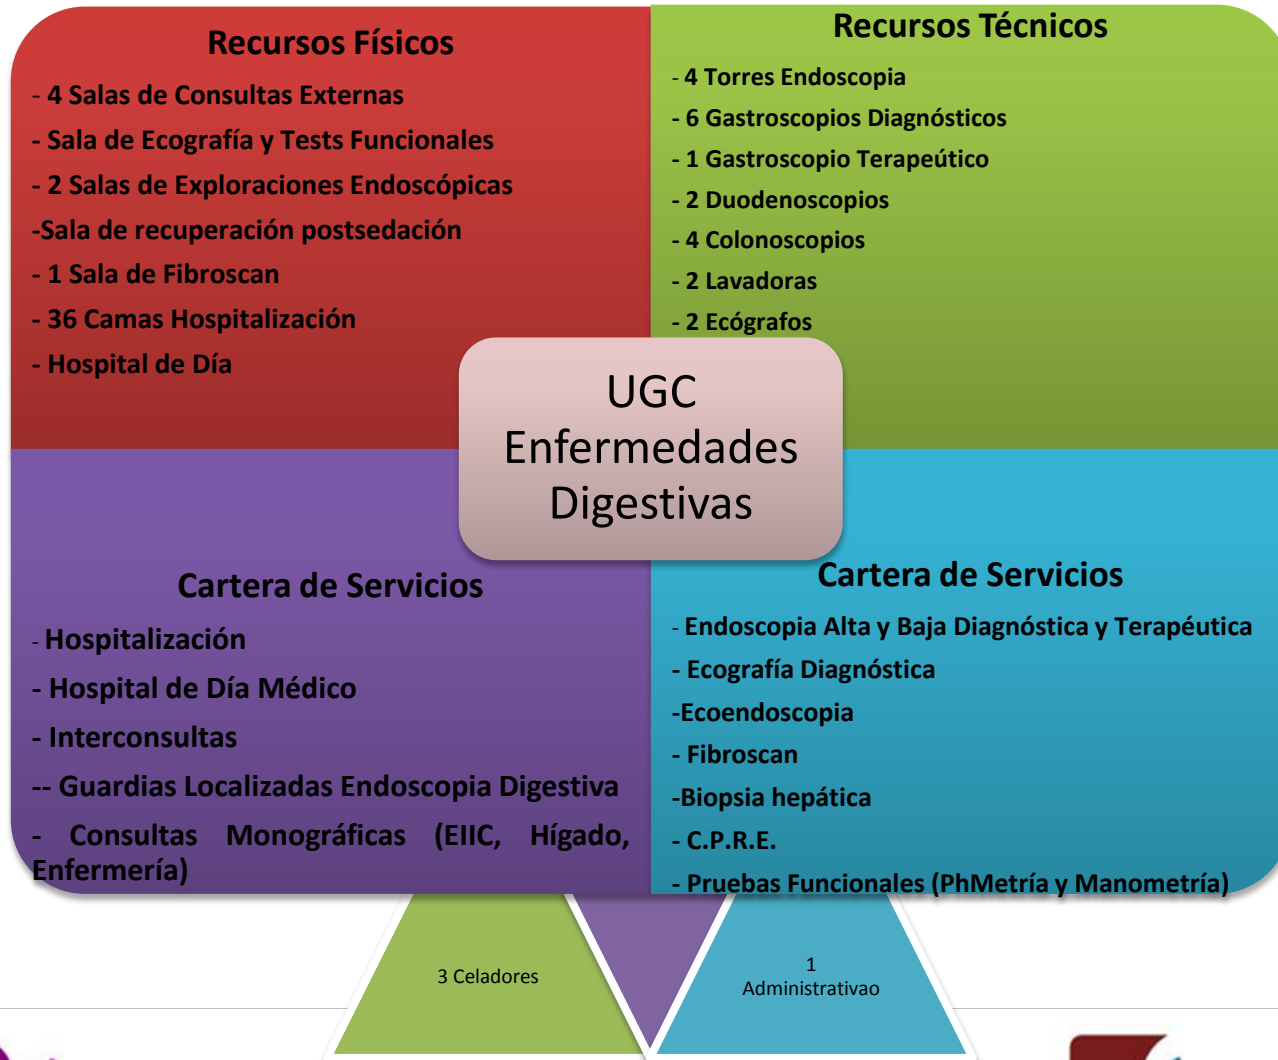 Recursos Físicos
- 4 Salas de Consultas Externas
- Sala de Ecografía y Tests Funcionales
- 2 Salas de Exploraciones Endoscópicas
-Sala de recuperación postsedación
- 1 Sala de Fibroscan
- 36 Camas Hospitalización
- Hospital de Día
Recursos Técnicos
- 4 Torres Endoscopia
- 6 Gastroscopios Diagnósticos
- 1 Gastroscopio Terapeútico
- 2 Duodenoscopios
- 4 Colonoscopios
- 2 Lavadoras
- 2 Ecógrafos
UGC
Enfermedades
Digestivas
Cartera de Servicios
- Hospitalización
- Hospital de Día Médico
- Interconsultas
-- Guardias Localizadas Endoscopia Digestiva
- Consultas Monográficas (EIIC, Hígado,
Enfermería)
Cartera de Servicios
- Endoscopia Alta y Baja Diagnóstica y Terapéutica
- Ecografía Diagnóstica
-Ecoendoscopia
- Fibroscan
-Biopsia hepática
- C.P.R.E.
- Pruebas Funcionales (PhMetría y Manometría)
3 Celadores
1
Administrativao